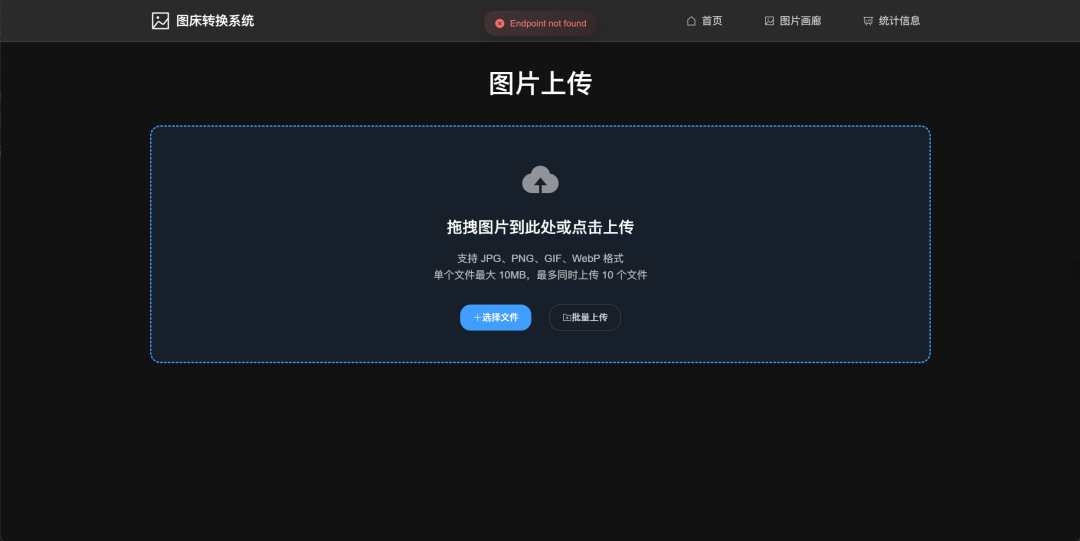 图床转换系统
Endpoint not found
首页
图片画廊
统计信息
图片上传
拖拽图片到此处或点击上传
支持 JPG、PNG、GIF、WebP 格式
单个文件最大 10MB，最多同时上传 10 个文件
选择文件
批量上传